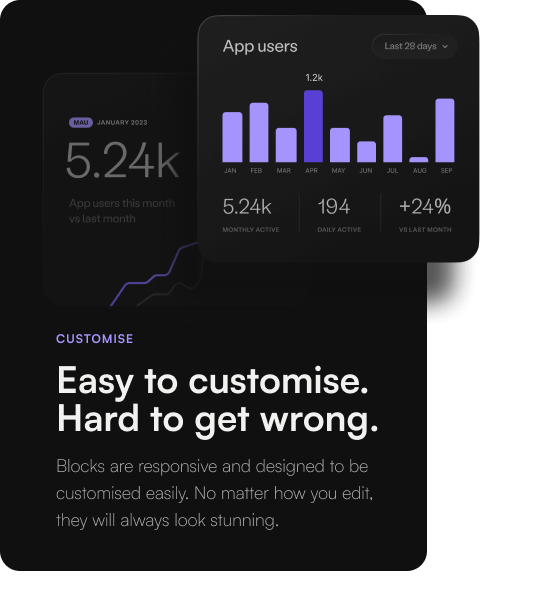 App users
Last 28 days
1.2k
JAN FEB MAR APR MAY JUN JUL AUG SEP
5.24k 194 +24%
MONTHLY ACTIVE DAILY ACTIVE VS LAST MONTH
MAU JANUARY 2023
5.24k
App users this month
vs last month
CUSTOMISE
Easy to customise.
Hard to get wrong.
Blocks are responsive and designed to be
customised easily. No matter how you edit,
they will always look stunning.